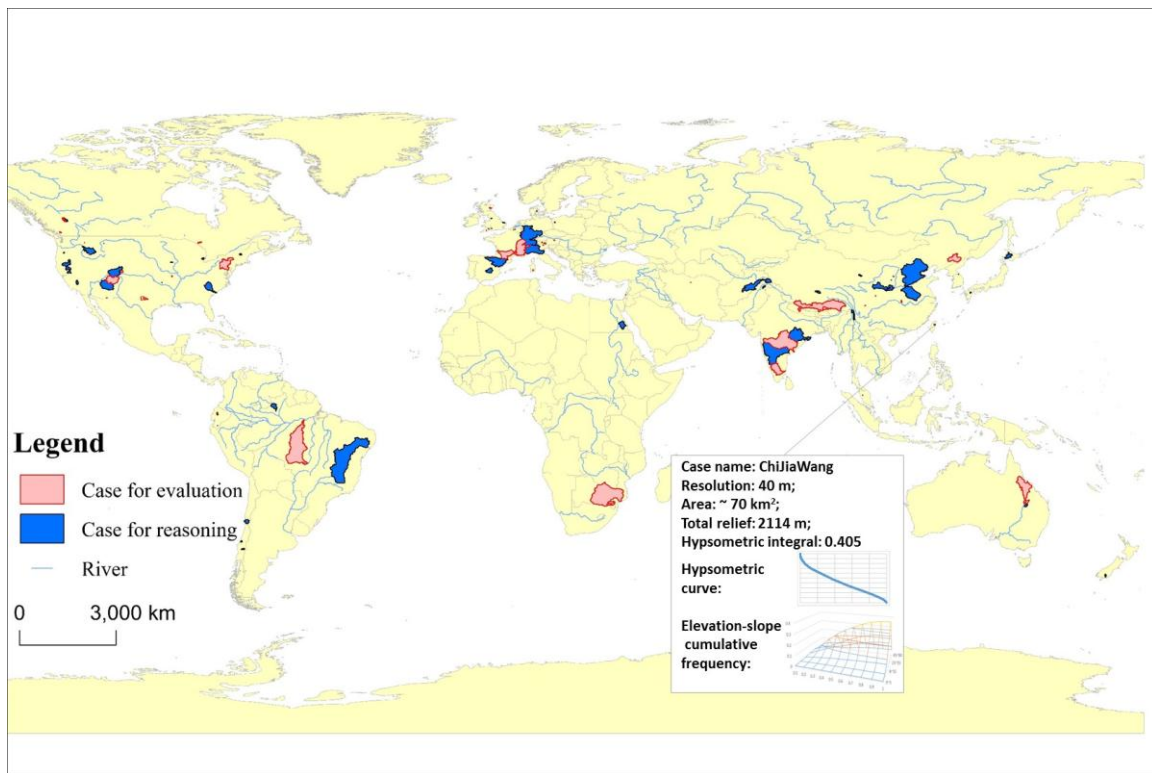 Legend
Case for evaluation
Case for reasoning
River
0 3,000 km
Case name: ChiJiaWang
Resolution: 40 m;
Area: ~ 70 km²;
Total relief: 2114 m;
Hypsometric integral: 0.405
Hypsometric
curve:
Elevation-slope
cumulative
frequency: